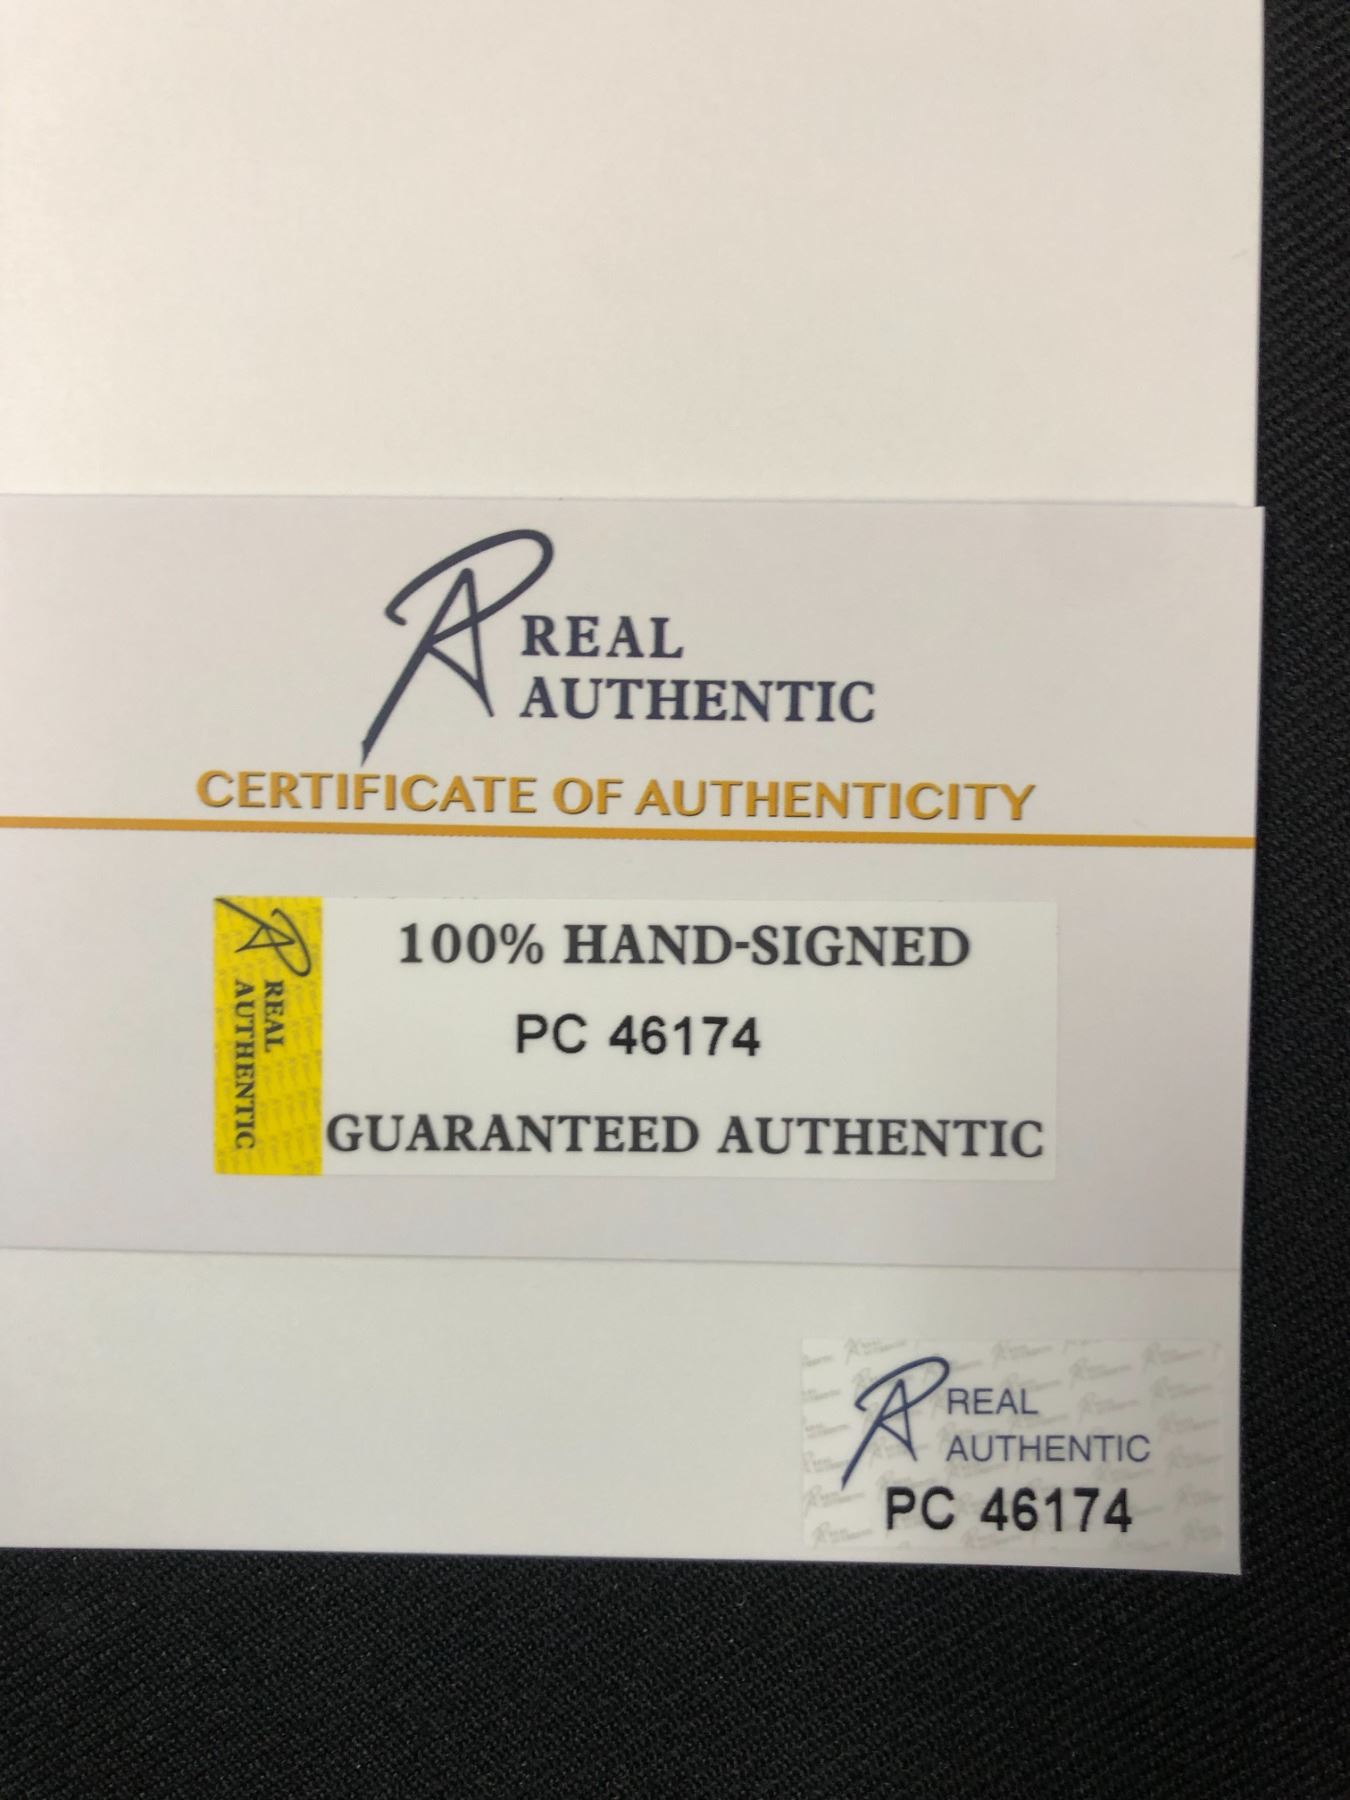 REAL
AUTHENTIC
CERTIFICATE OF AUTHENTICITY
REAL
AUTHENTIC
100% HAND-SIGNED
PC 46174
GUARANTEED AUTHENTIC
REAL
AUTHENTIC
PC 46174